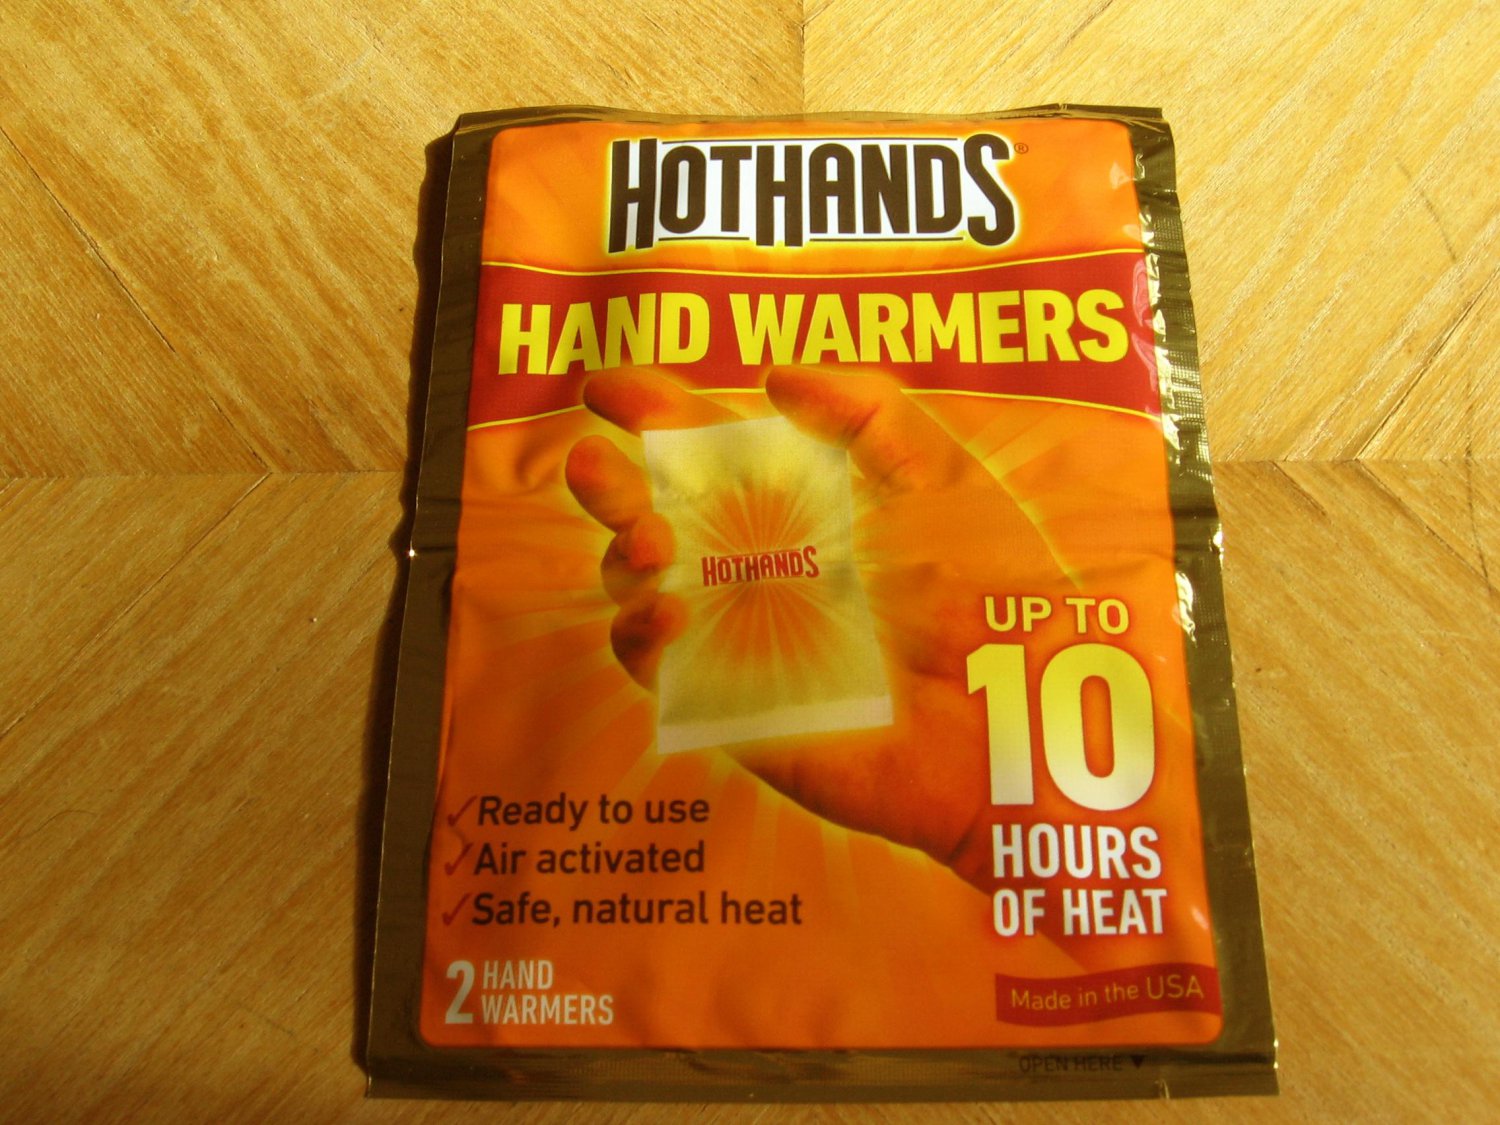 HOTHANDS®
HAND WARMERS
HOTHANDS
UP TO
10
HOURS
OF HEAT
✓Ready to use
✓Air activated
✓Safe, natural heat
2 HAND
WARMERS
Made in the USA
OPEN HERE ▼